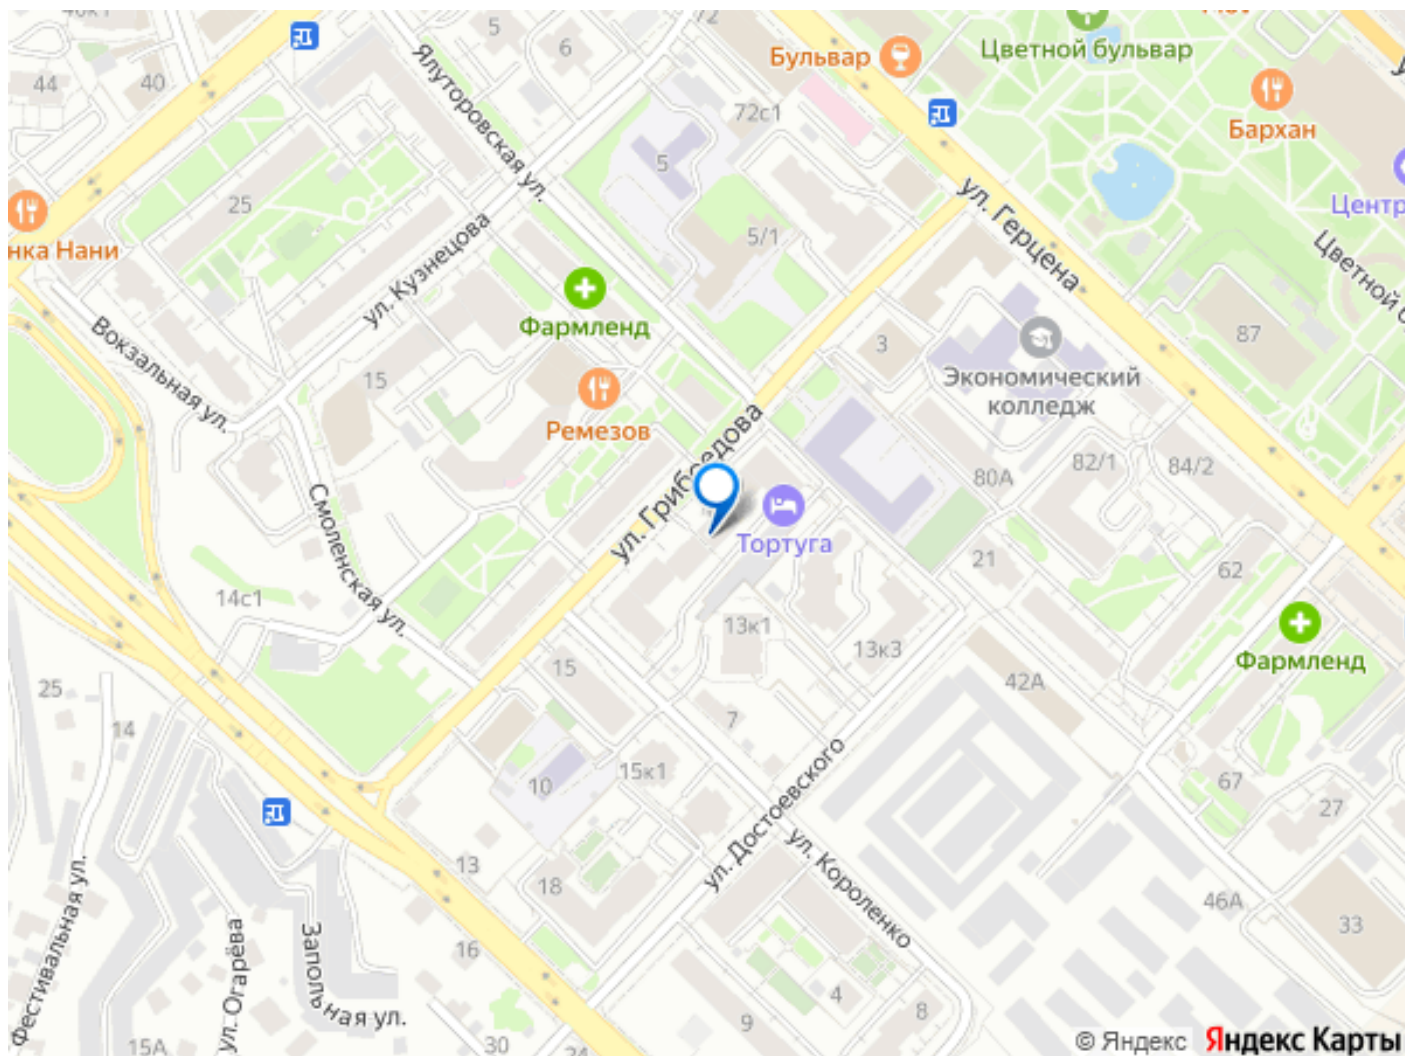 5
72
6
Ялуторовская ул.
Бульвар
Цветной бульвар
44
40
72с1
Бархан
5
25
ул. Герцена
Центр
нка Нани
ул. Кузнецова
5/1
Цветной б
Фармленд
Вокзальная ул.
3
87
15
Экономический
колледж
Ремезов
ул. Грибоедова
82/1
84/2
80А
Смоленская ул.
Тортуга
21
62
14с1
13к1
13к3
Фармленд
15
42А
25
14
7
15к1
10
67
27
ул. Достоевского
13
18
ул. Короленко
46А
33
Фестивальная ул.
ул. Огарёва
Запольная ул.
16
4
8
9
15А
30
24
© Яндекс
Яндекс Карты